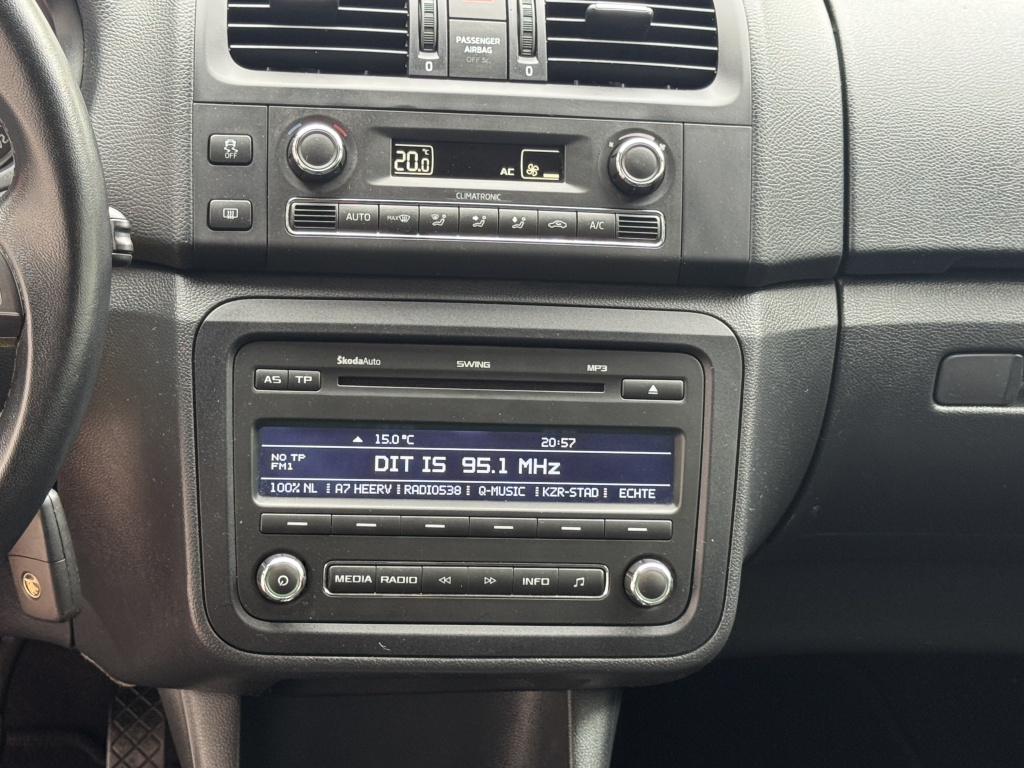 PASSENGER
AIRBAG
OFF
0
0
OFF
20.0 °C
AC
CLIMATRONIC
AUTO MAX A/C
ŠkodaAuto SWING MP3
AS TP
15.0 °C 20:57
NO TP
FM1
DIT IS 95.1 MHz
100% NL A7 HEERV RADIO538 Q-MUSIC KZR-STAD ECHTE
MEDIA RADIO INFO